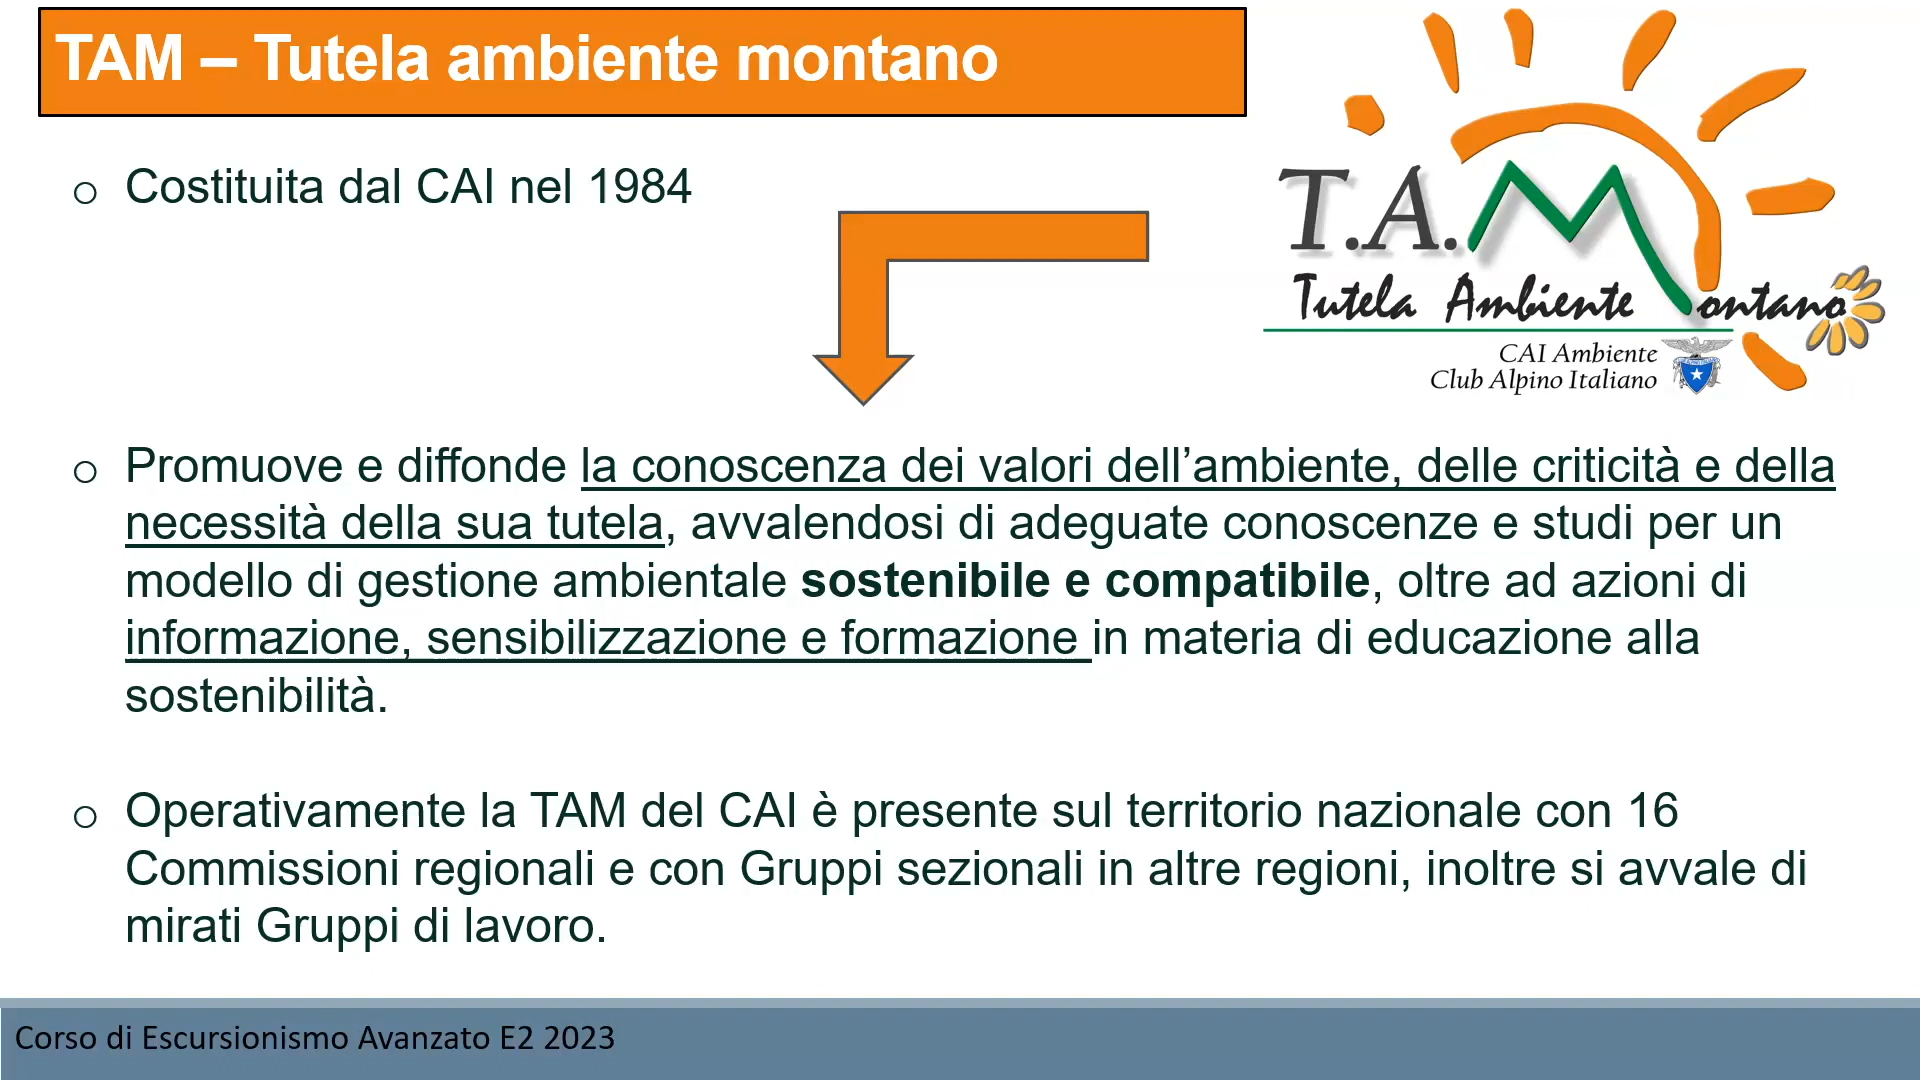 TAM – Tutela ambiente montano
o Costituita dal CAI nel 1984
T.A.M
Tutela Ambiente Montano
CAI Ambiente
Club Alpino Italiano
o Promuove e diffonde la conoscenza dei valori dell’ambiente, delle criticità e della
necessità della sua tutela, avvalendosi di adeguate conoscenze e studi per un
modello di gestione ambientale sostenibile e compatibile, oltre ad azioni di
informazione, sensibilizzazione e formazione in materia di educazione alla
sostenibilità.
o Operativamente la TAM del CAI è presente sul territorio nazionale con 16
Commissioni regionali e con Gruppi sezionali in altre regioni, inoltre si avvale di
mirati Gruppi di lavoro.
Corso di Escursionismo Avanzato E2 2023